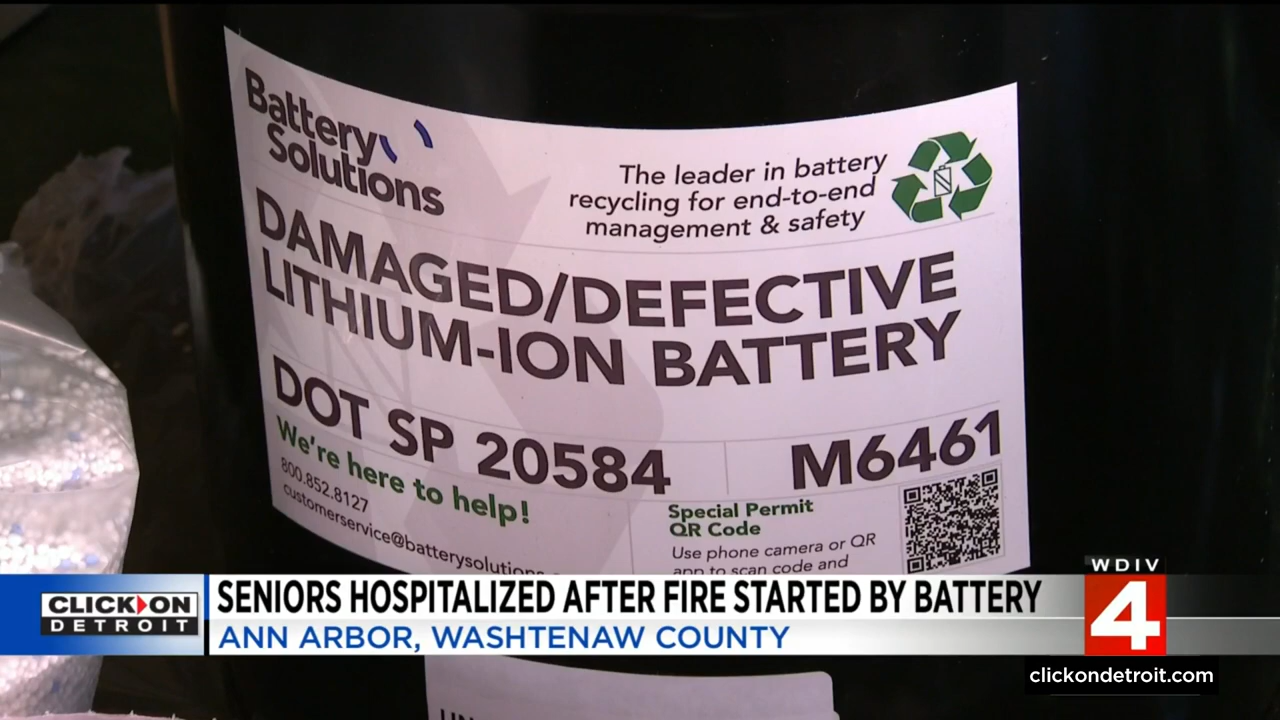 Battery
Solutions
The leader in battery
recycling for end-to-end
management & safety
DAMAGED/DEFECTIVE
LITHIUM-ION BATTERY
DOT SP 20584
M6461
We're here to help!
800.852.8127
customerservice@batterysolution
Special Permit
QR Code
Use phone camera or QR
app to scan code and
WDIV
4
CLICK ON
DETROIT
SENIORS HOSPITALIZED AFTER FIRE STARTED BY BATTERY
ANN ARBOR, WASHTENAW COUNTY
clickondetroit.com